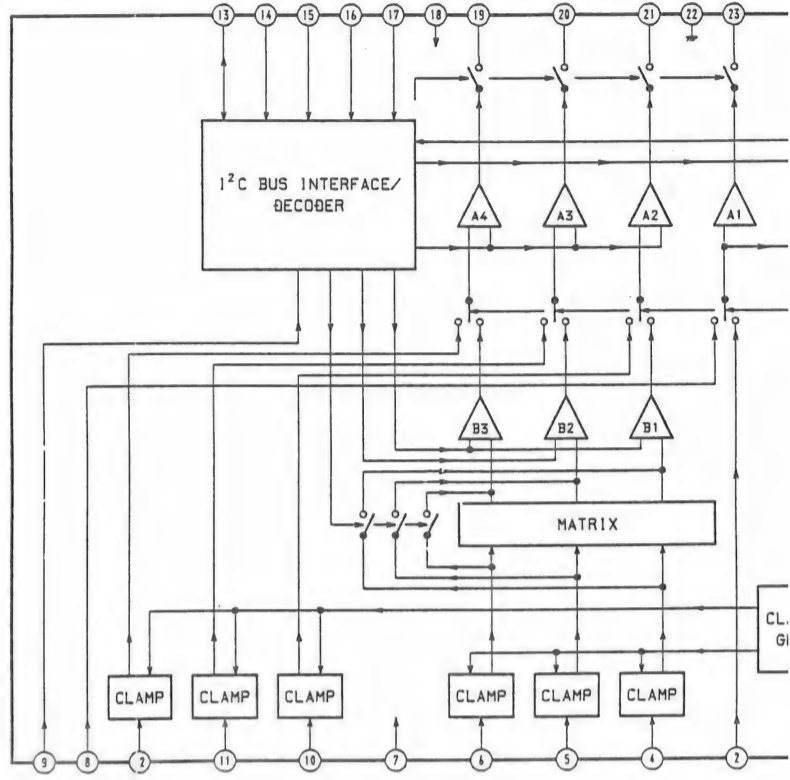 13 14 15 16 17 18 19 20 21 22 23
I²C BUS INTERFACE/
DECODER
A4 A3 A2 A1
B3 B2 B1
MATRIX
CL
G
CLAMP CLAMP CLAMP CLAMP CLAMP CLAMP
9 8 2 11 10 7 6 5 4 2